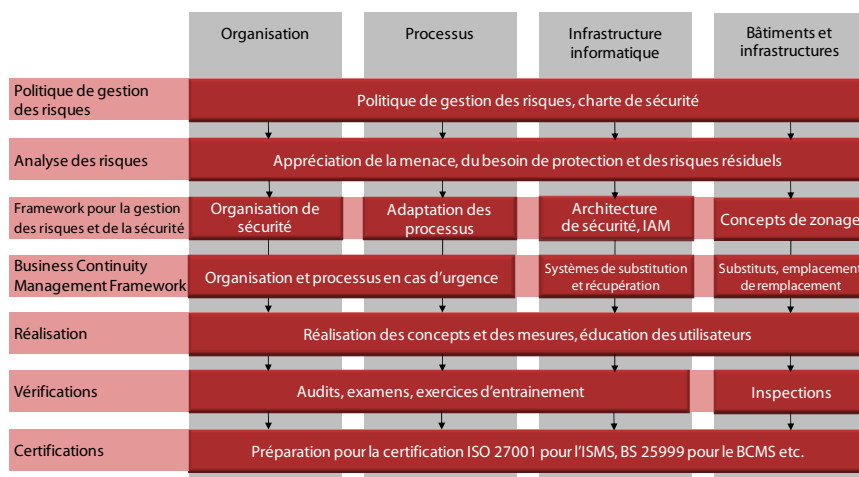 Organisation
Processus
Infrastructure
informatique
Bâtiments et
infrastructures
Politique de gestion
des risques
Politique de gestion des risques, charte de sécurité
Analyse des risques
Appréciation de la menace, du besoin de protection et des risques résiduels
Framework pour la gestion
des risques et de la sécurité
Organisation de
sécurité
Adaptation des
processus
Architecture
de sécurité, IAM
Concepts de zonage
Business Continuity
Management Framework
Organisation et processus en cas d'urgence
Systèmes de substitution
et récupération
Substituts, emplacement
de remplacement
Réalisation
Réalisation des concepts et des mesures, éducation des utilisateurs
Vérifications
Audits, examens, exercices d'entrainement
Inspections
Certifications
Préparation pour la certification ISO 27001 pour l'ISMS, BS 25999 pour le BCMS etc.